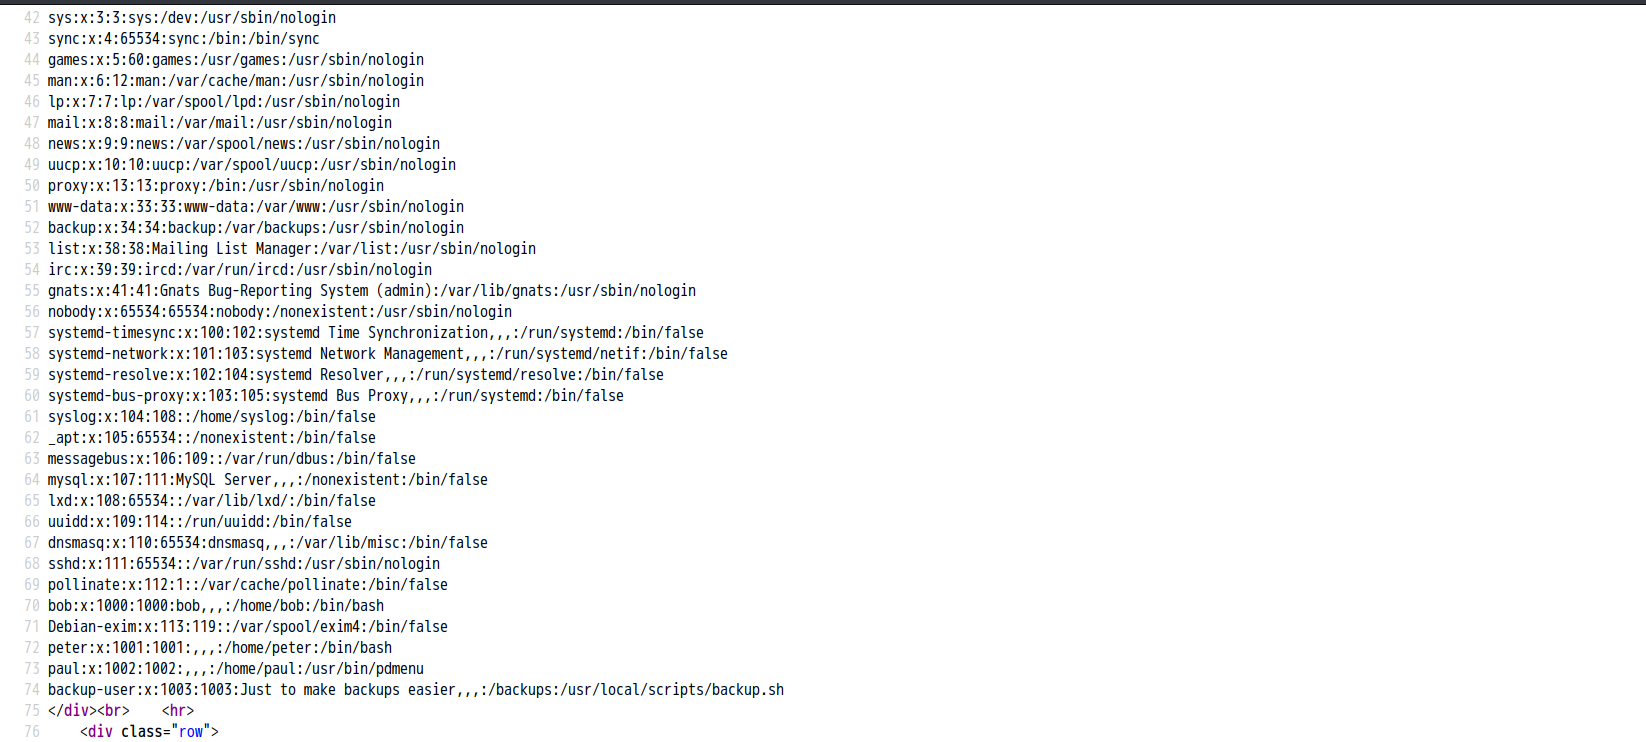 42 sys:x:3:3:sys:/dev:/usr/sbin/nologin
43 sync:x:4:65534:sync:/bin:/bin/sync
44 games:x:5:60:games:/usr/games:/usr/sbin/nologin
45 man:x:6:12:man:/var/cache/man:/usr/sbin/nologin
46 lp:x:7:7:lp:/var/spool/lpd:/usr/sbin/nologin
47 mail:x:8:8:mail:/var/mail:/usr/sbin/nologin
48 news:x:9:9:news:/var/spool/news:/usr/sbin/nologin
49 uucp:x:10:10:uucp:/var/spool/uucp:/usr/sbin/nologin
50 proxy:x:13:13:proxy:/bin:/usr/sbin/nologin
51 www-data:x:33:33:www-data:/var/www:/usr/sbin/nologin
52 backup:x:34:34:backup:/var/backups:/usr/sbin/nologin
53 list:x:38:38:Mailing List Manager:/var/list:/usr/sbin/nologin
54 irc:x:39:39:ircd:/var/run/ircd:/usr/sbin/nologin
55 gnats:x:41:41:Gnats Bug-Reporting System (admin):/var/lib/gnats:/usr/sbin/nologin
56 nobody:x:65534:65534:nobody:/nonexistent:/usr/sbin/nologin
57 systemd-timesync:x:100:102:systemd Time Synchronization,,,:/run/systemd:/bin/false
58 systemd-network:x:101:103:systemd Network Management,,,:/run/systemd/netif:/bin/false
59 systemd-resolve:x:102:104:systemd Resolver,,,:/run/systemd/resolve:/bin/false
60 systemd-bus-proxy:x:103:105:systemd Bus Proxy,,,:/run/systemd:/bin/false
61 syslog:x:104:108::/home/syslog:/bin/false
62 _apt:x:105:65534::/nonexistent:/bin/false
63 messagebus:x:106:109::/var/run/dbus:/bin/false
64 mysql:x:107:111:MySQL Server,,,:/nonexistent:/bin/false
65 lxd:x:108:65534::/var/lib/lxd/:/bin/false
66 uuidd:x:109:114::/run/uuidd:/bin/false
67 dnsmasq:x:110:65534:dnsmasq,,,:/var/lib/misc:/bin/false
68 sshd:x:111:65534::/var/run/sshd:/usr/sbin/nologin
69 pollinate:x:112:1::/var/cache/pollinate:/bin/false
70 bob:x:1000:1000:bob,,,:/home/bob:/bin/bash
71 Debian-exim:x:113:119::/var/spool/exim4:/bin/false
72 peter:x:1001:1001:,,,:/home/peter:/bin/bash
73 paul:x:1002:1002:,,,:/home/paul:/usr/bin/pdmenu
74 backup-user:x:1003:1003:Just to make backups easier,,,:/backups:/usr/local/scripts/backup.sh
75 </div><br>    <hr>
76     <div class="row">